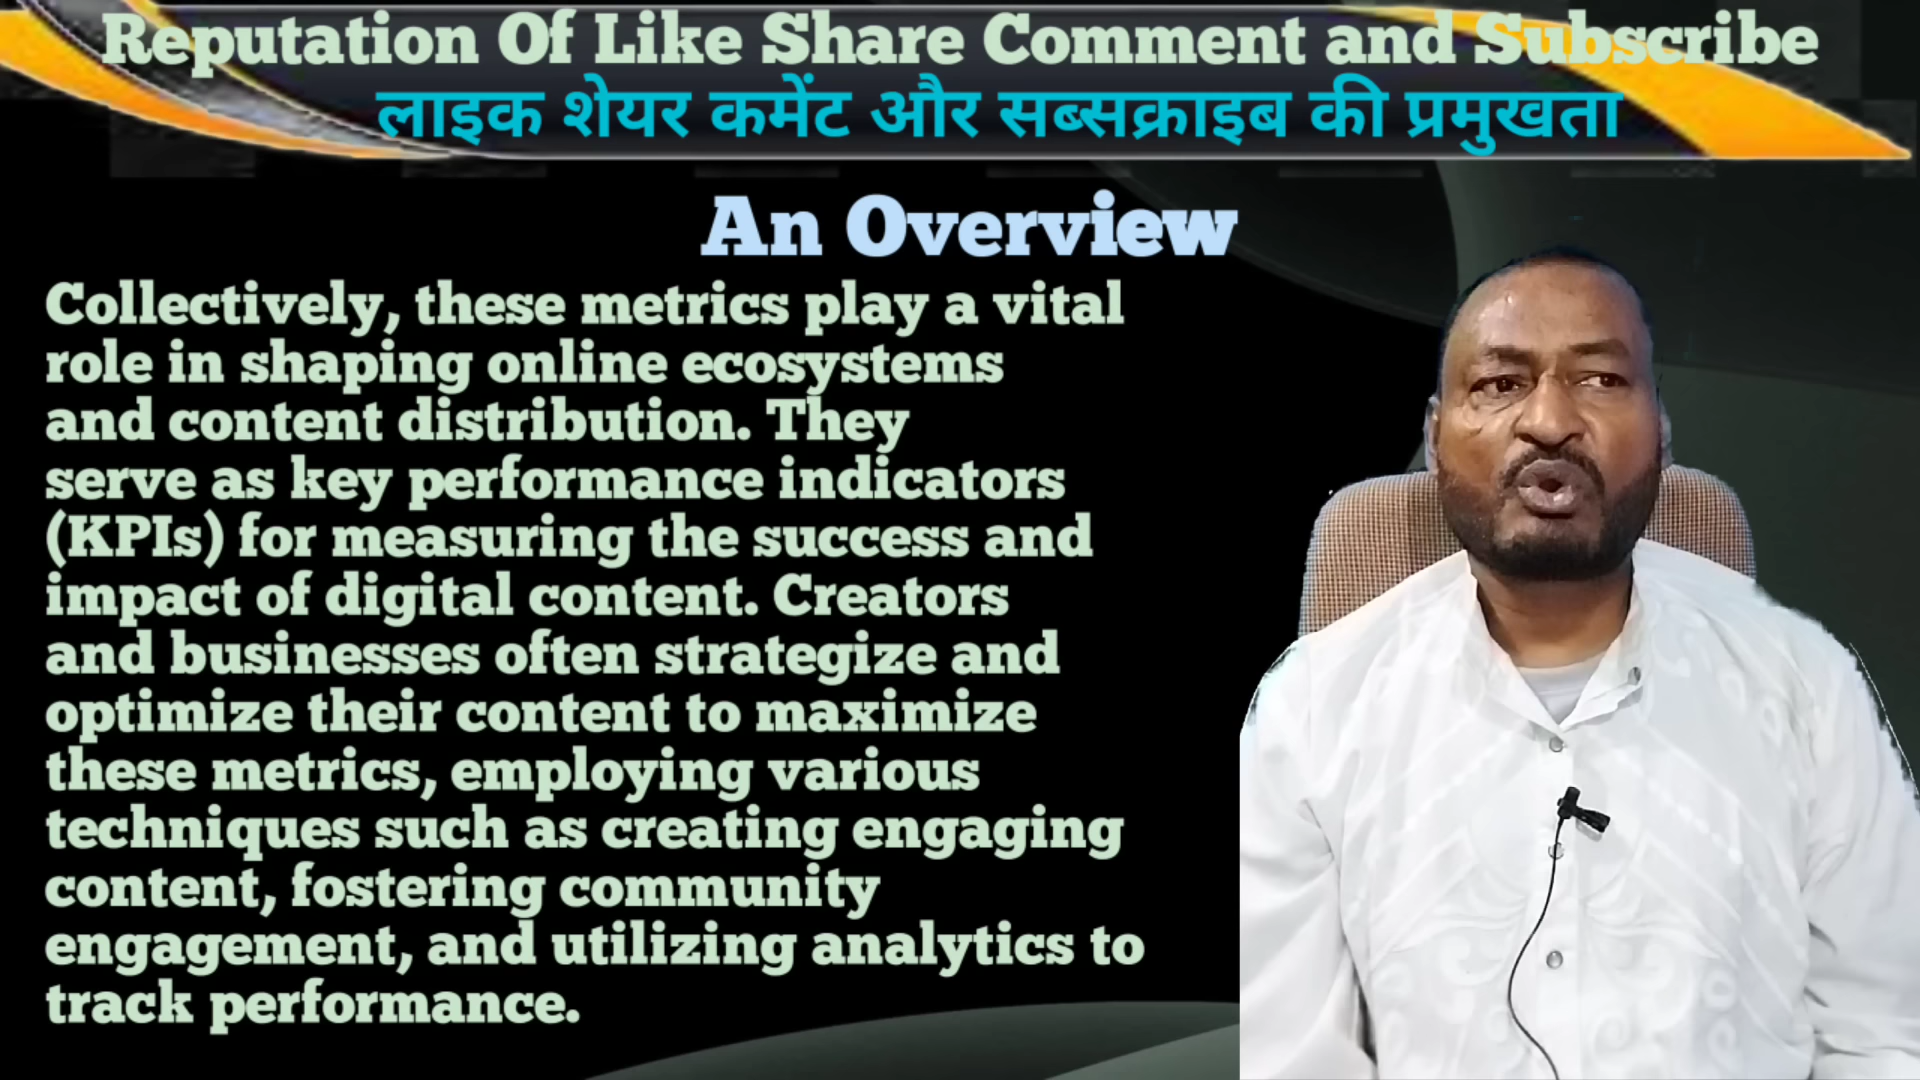 Reputation Of Like Share Comment and Subscribe
लाइक शेयर कमेंट और सब्सक्राइब की प्रमुखता
An Overview
Collectively, these metrics play a vital
role in shaping online ecosystems
and content distribution. They
serve as key performance indicators
(KPIs) for measuring the success and
impact of digital content. Creators
and businesses often strategize and
optimize their content to maximize
these metrics, employing various
techniques such as creating engaging
content, fostering community
engagement, and utilizing analytics to
track performance.